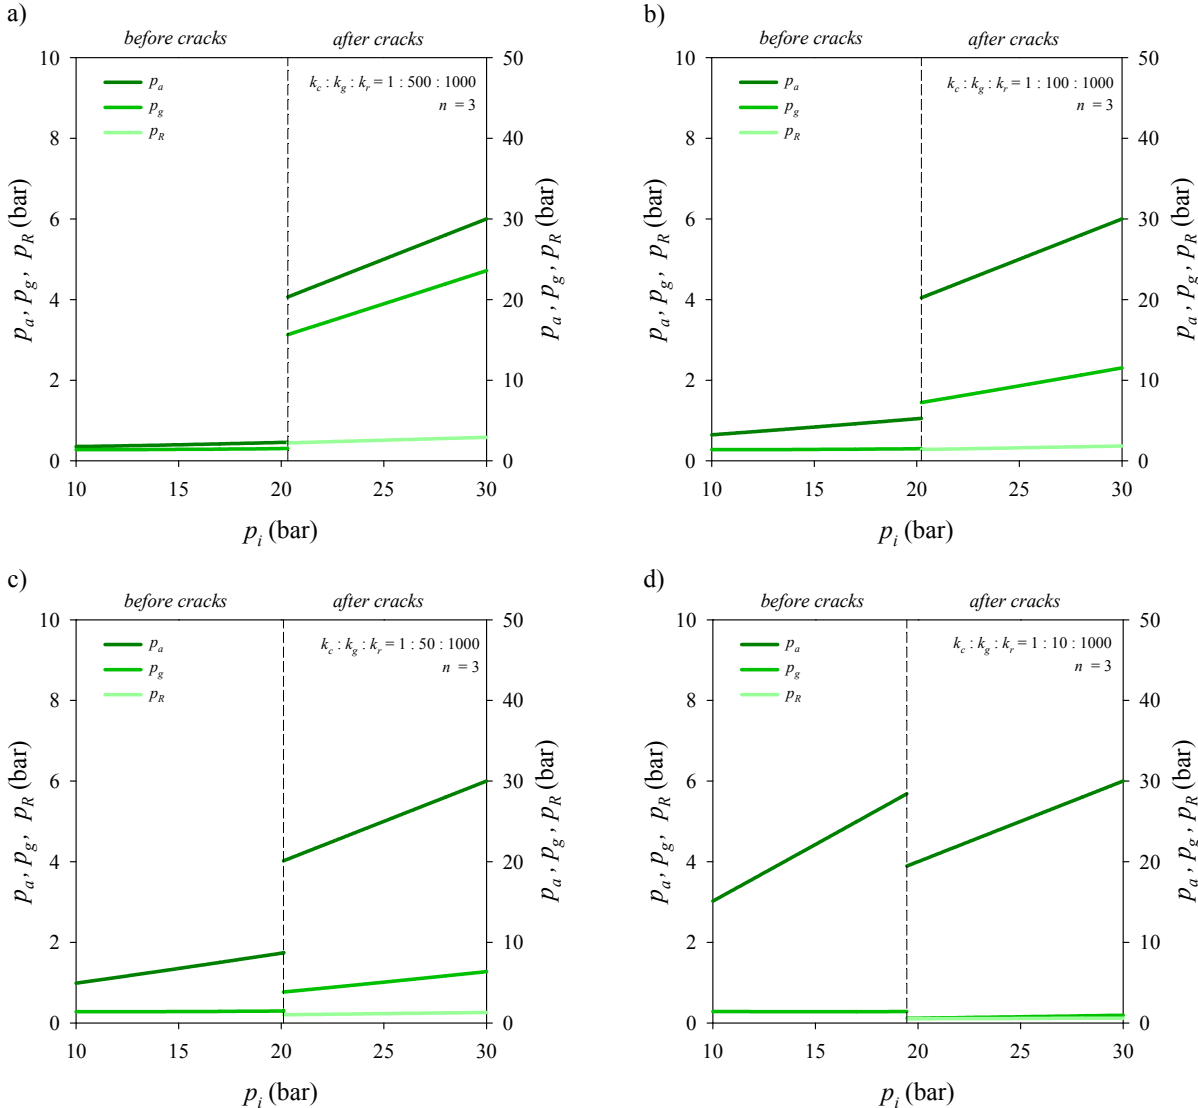 a)
before cracks after cracks
10 50
p_a k_c : k_g : k_r = 1 : 500 : 1000
p_g n = 3
p_R
8 40
6 30
4 20
2 10
0 0
10 15 20 25 30
p_a , p_g , p_R (bar)
p_a , p_g , p_R (bar)
p_i (bar)
b)
before cracks after cracks
10 50
p_a k_c : k_g : k_r = 1 : 100 : 1000
p_g n = 3
p_R
8 40
6 30
4 20
2 10
0 0
10 15 20 25 30
p_a , p_g , p_R (bar)
p_a , p_g , p_R (bar)
p_i (bar)
c)
before cracks after cracks
10 50
p_a k_c : k_g : k_r = 1 : 50 : 1000
p_g n = 3
p_R
8 40
6 30
4 20
2 10
0 0
10 15 20 25 30
p_a , p_g , p_R (bar)
p_a , p_g , p_R (bar)
p_i (bar)
d)
before cracks after cracks
10 50
p_a k_c : k_g : k_r = 1 : 10 : 1000
p_g n = 3
p_R
8 40
6 30
4 20
2 10
0 0
10 15 20 25 30
p_a , p_g , p_R (bar)
p_a , p_g , p_R (bar)
p_i (bar)